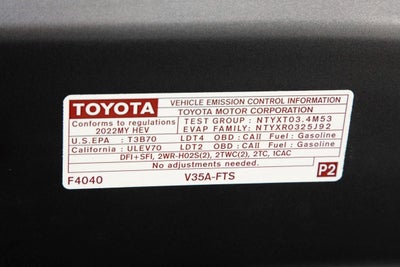 TOYOTA VEHICLE EMISSION CONTROL INFORMATION
TOYOTA MOTOR CORPORATION
Conforms to regulations TEST GROUP : NTYXT03.4M53
2022MY HEV EVAP FAMILY: NTYXR0325J92
U.S.EPA : T3B70 LDT4 OBD : CAⅡ Fuel : Gasoline
California : ULEV70 LDT2 OBD : CAⅡ Fuel : Gasoline
DFI+SFI, 2WR-HO2S(2), 2TWC(2), 2TC, ICAC
No adjustments needed.
F4040 V35A-FTS P2